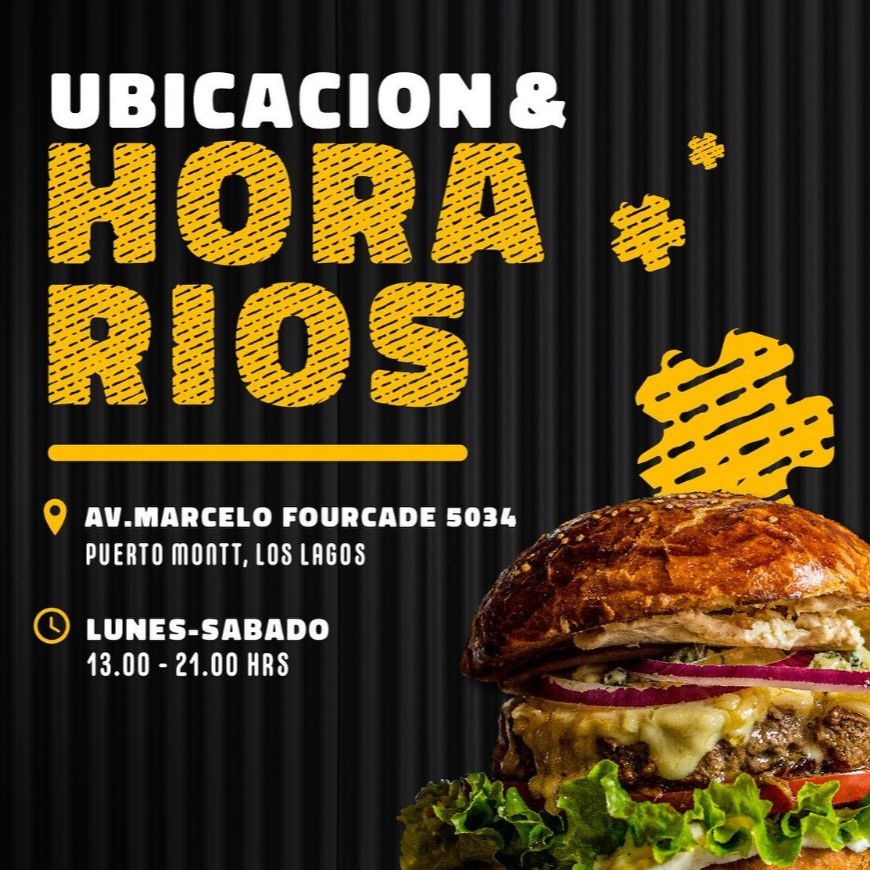 UBICACION &
HORA
RIOS
AV.MARCELO FOURCADE 5034
PUERTO MONTT, LOS LAGOS
LUNES-SABADO
13.00 - 21.00 HRS